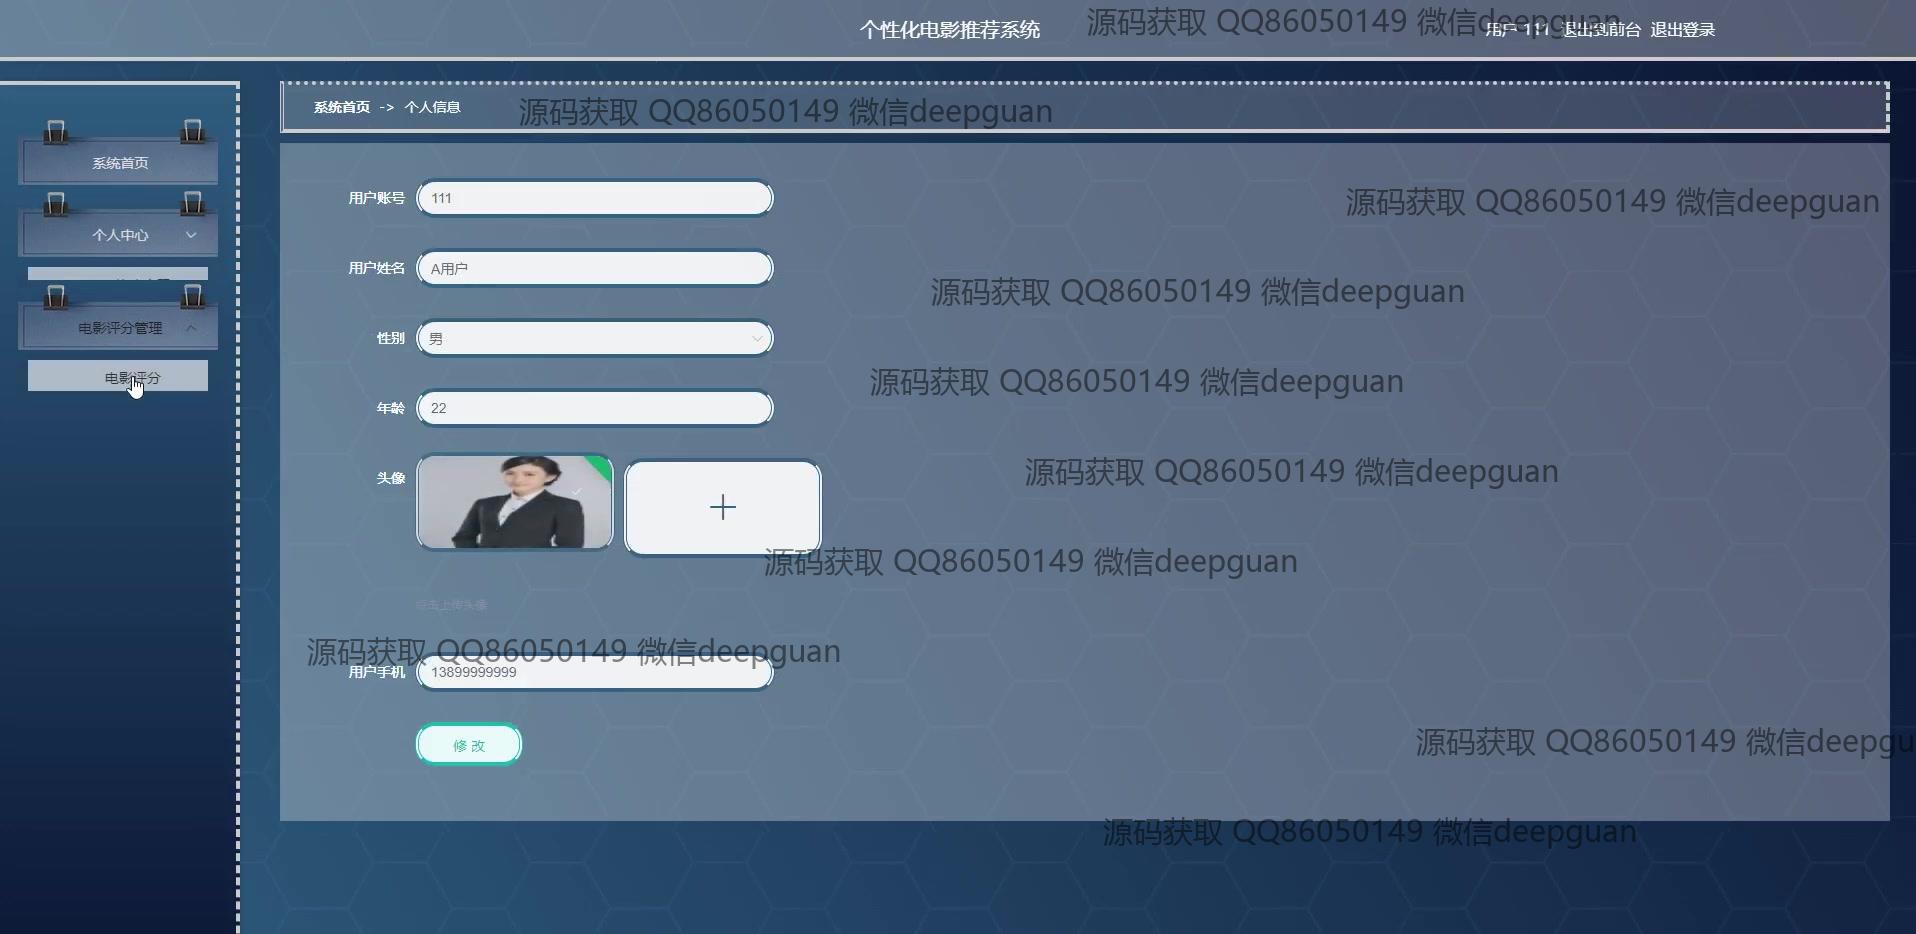 个性化电影推荐系统
源码获取 QQ86050149 微信deepguan
用户 111 退出到前台 退出登录
系统首页 -> 个人信息
源码获取 QQ86050149 微信deepguan
系统首页
个人中心
电影评分管理
电影评分
用户账号 111
源码获取 QQ86050149 微信deepguan
用户姓名 A用户
源码获取 QQ86050149 微信deepguan
性别 男
源码获取 QQ86050149 微信deepguan
年龄 22
头像
源码获取 QQ86050149 微信deepguan
源码获取 QQ86050149 微信deepguan
点击上传头像
源码获取 QQ86050149 微信deepguan
用户手机 13899999999
修改
源码获取 QQ86050149 微信deepgu
源码获取 QQ86050149 微信deepguan